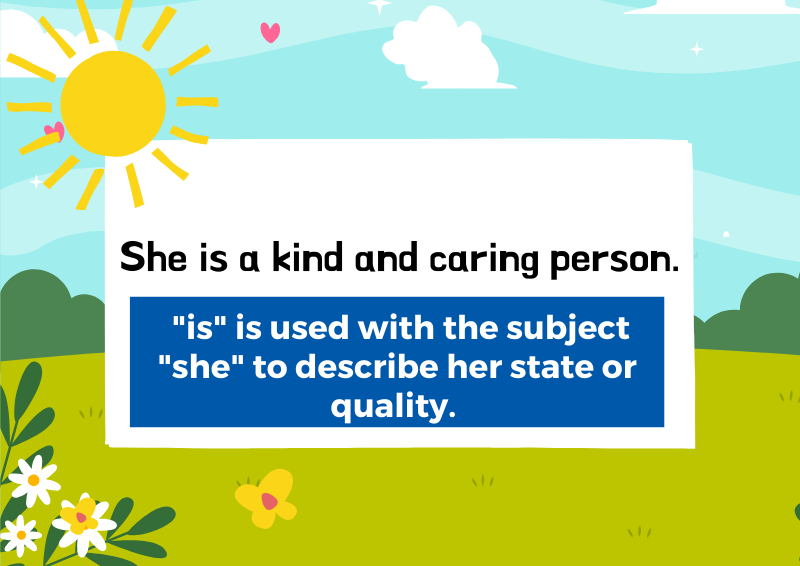 She is a kind and caring person.
"is" is used with the subject
"she" to describe her state or
quality.